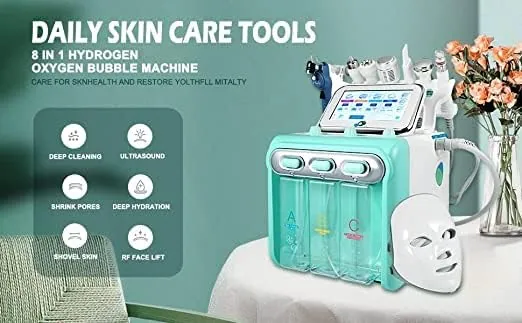 DAILY SKIN CARE TOOLS
8 IN 1 HYDROGEN
OXYGEN BUBBLE MACHINE
CARE FOR SKNHEALTH AND RESTORE YOLTHFLL MITALTY
DEEP CLEANING
ULTRASOUND
SHRINK PORES
DEEP HYDRATION
SHOVEL SKIN
RF FACE LIFT
A
C